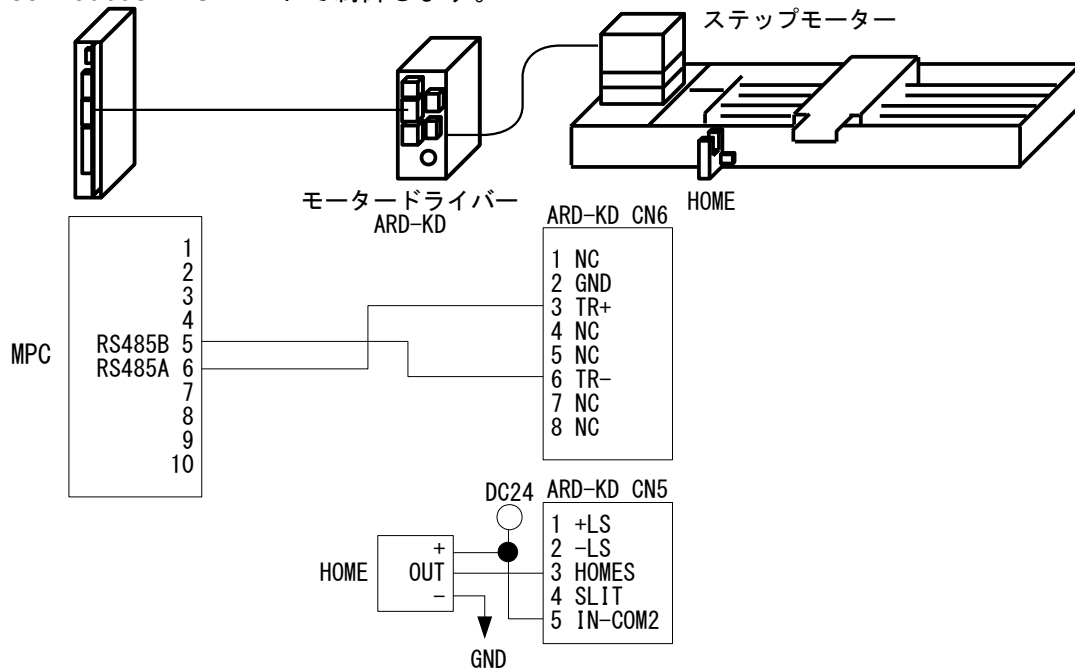 ステップモーター
モータードライバー
ARD-KD
HOME
MPC
1
2
3
4
RS485B 5
RS485A 6
7
8
9
10
ARD-KD CN6
1 NC
2 GND
3 TR+
4 NC
5 NC
6 TR-
7 NC
8 NC
DC24
ARD-KD CN5
1 +LS
2 -LS
3 HOMES
4 SLIT
5 IN-COM2
HOME
+
OUT
-
GND